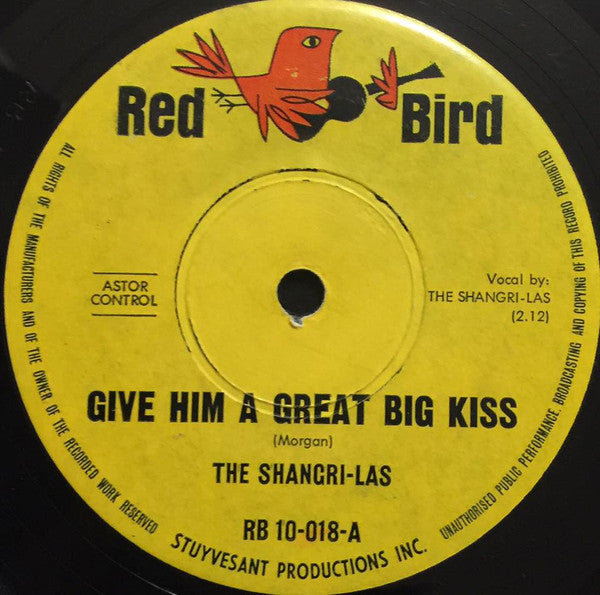 Red Bird
ASTOR
CONTROL
Vocal by:
THE SHANGRI-LAS
(2.12)
GIVE HIM A GREAT BIG KISS
(Morgan)
THE SHANGRI-LAS
RB 10-018-A
STUYVESANT PRODUCTIONS INC.
ALL RIGHTS OF THE MANUFACTURERS AND OF THE OWNER OF THE RECORDED WORK RESERVED
UNAUTHORISED PUBLIC PERFORMANCE, BROADCASTING AND COPYING OF THIS RECORD PROHIBITED